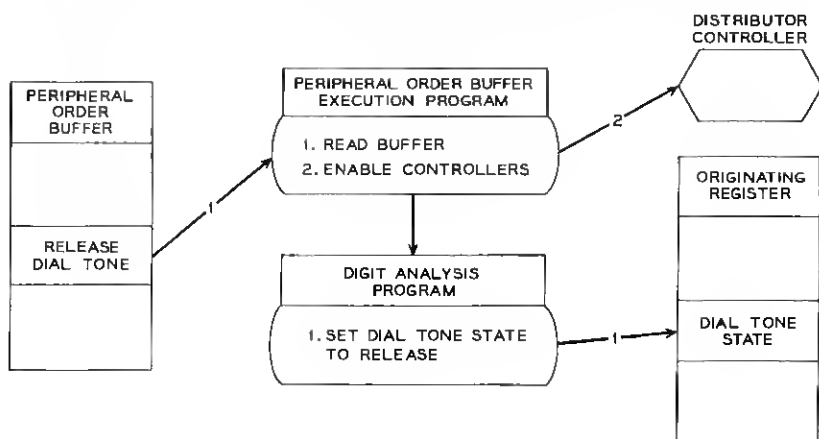 DISTRIBUTOR
CONTROLLER
PERIPHERAL
ORDER
BUFFER
RELEASE
DIAL TONE
1
PERIPHERAL ORDER BUFFER
EXECUTION PROGRAM
1. READ BUFFER
2. ENABLE CONTROLLERS
2
DIGIT ANALYSIS
PROGRAM
1. SET DIAL TONE STATE
TO RELEASE
1
ORIGINATING
REGISTER
DIAL TONE
STATE